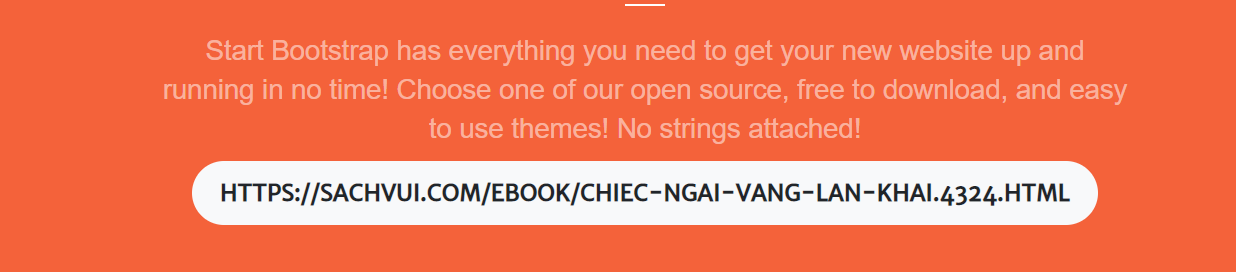 Start Bootstrap has everything you need to get your new website up and
running in no time! Choose one of our open source, free to download, and easy
to use themes! No strings attached!
HTTPS://SACHVUI.COM/EBOOK/CHIEC-NGAI-VANG-LAN-KHAI.4324.HTML